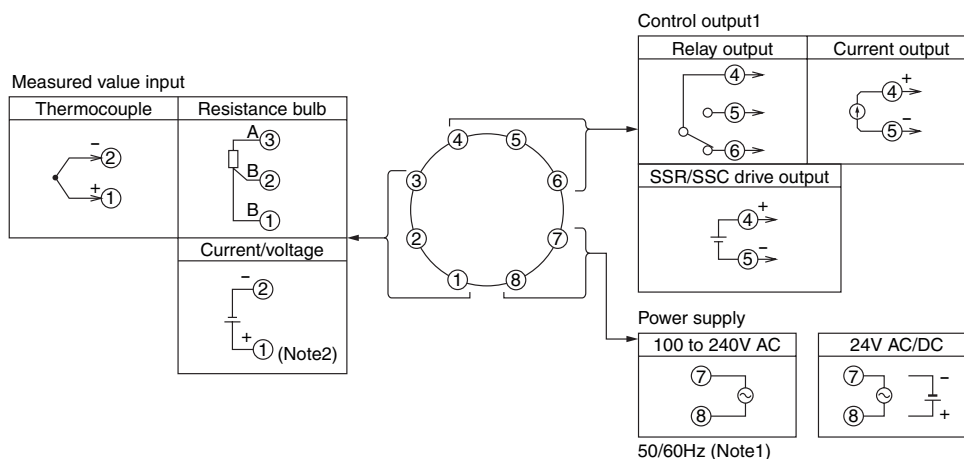 Control output1
Relay output
Current output
④
⑤
⑥
+
④
⑤
−
SSR/SSC drive output
+
④
−
⑤
Measured value input
Thermocouple
Resistance bulb
−
②
+
①
A
③
B
②
B
①
Current/voltage
−
②
+
① (Note2)
④
⑤
③
⑥
②
⑦
①
⑧
Power supply
100 to 240V AC
⑦
⑧
50/60Hz (Note1)
24V AC/DC
⑦
⑧
−
+